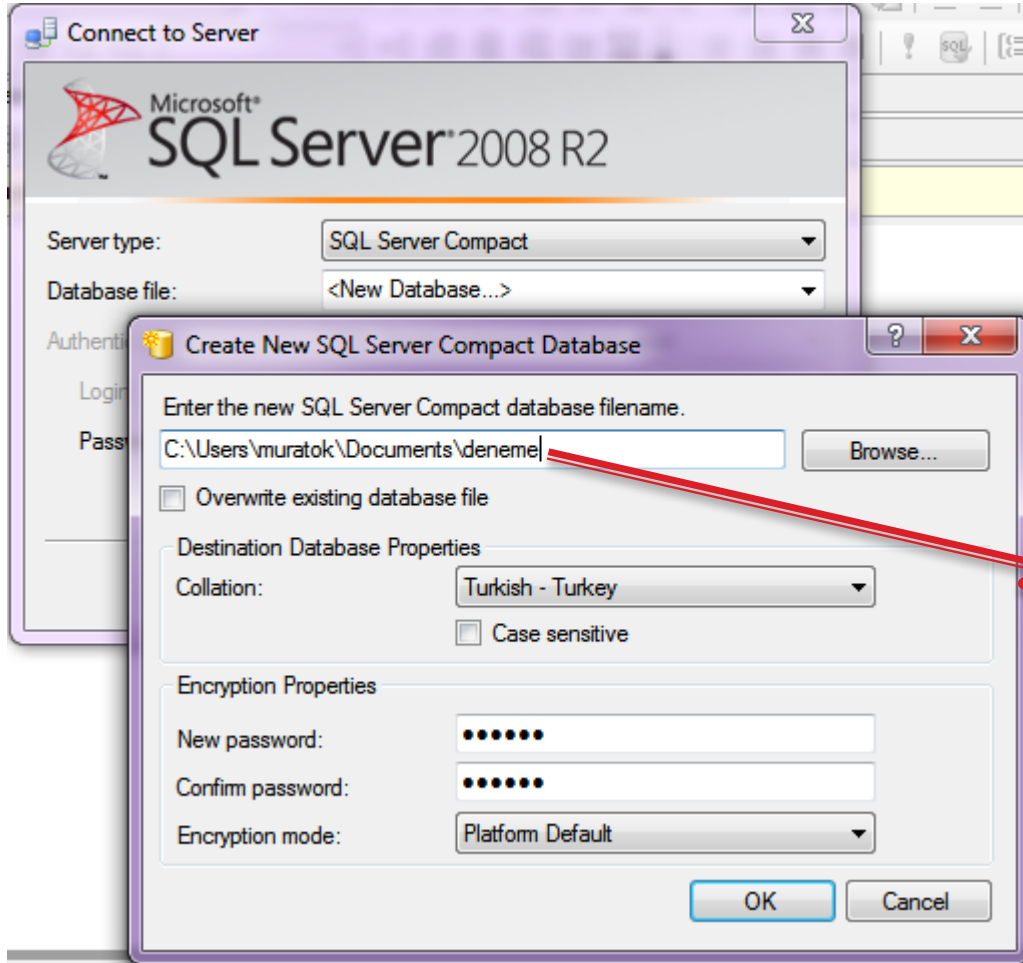 Connect to Server
SQL
Microsoft®
SQL Server® 2008 R2
Server type:
SQL Server Compact
Database file:
<New Database...>
Authenti
Login
Passw
Create New SQL Server Compact Database
Enter the new SQL Server Compact database filename.
C:\Users\muratok\Documents\deneme
Browse...
Overwrite existing database file
Destination Database Properties
Collation:
Turkish - Turkey
Case sensitive
Encryption Properties
New password:
●●●●●●
Confirm password:
●●●●●●
Encryption mode:
Platform Default
OK
Cancel